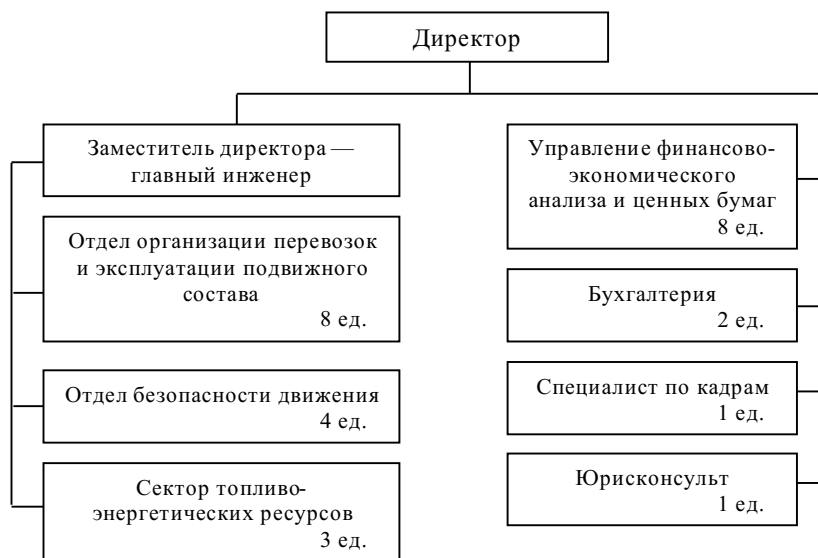 Директор
Заместитель директора —
главный инженер
Отдел организации перевозок
и эксплуатации подвижного
состава
8 ед.
Отдел безопасности движения
4 ед.
Сектор топливо-
энергетических ресурсов
3 ед.
Управление финансово-
экономического
анализа и ценных бумаг
8 ед.
Бухгалтерия
2 ед.
Специалист по кадрам
1 ед.
Юрисконсульт
1 ед.